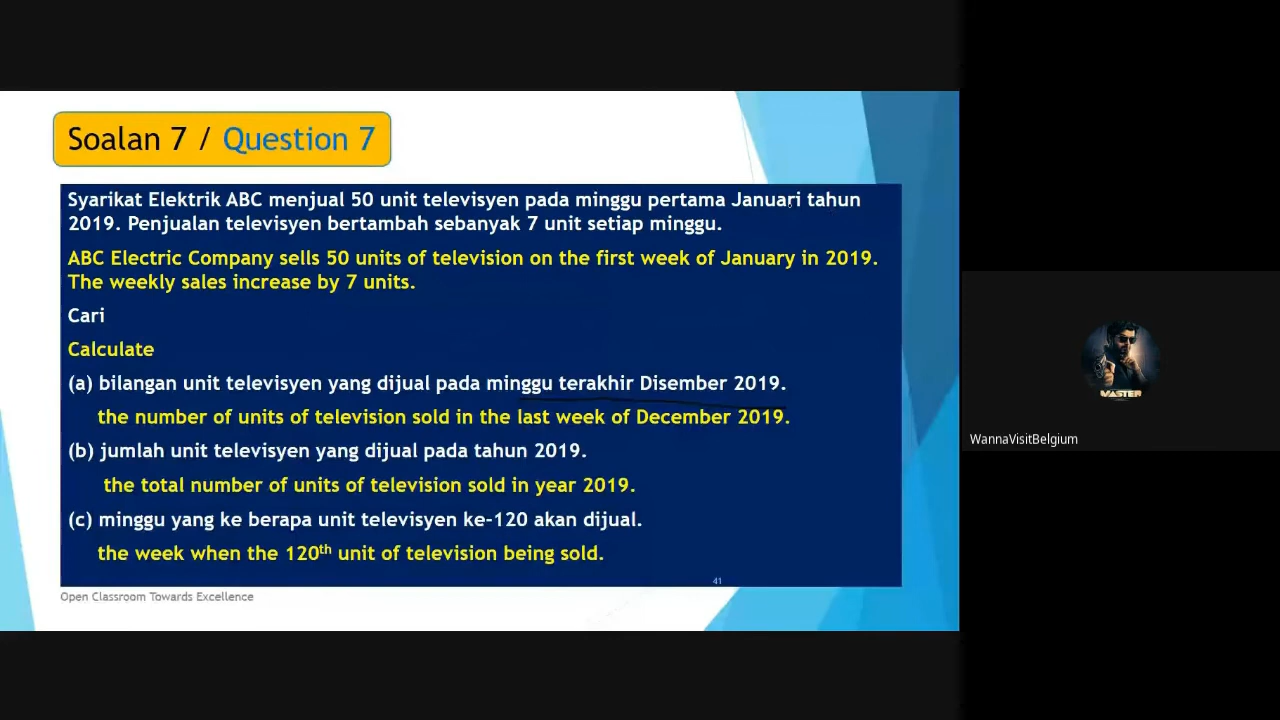 Soalan 7 / Question 7
Syarikat Elektrik ABC menjual 50 unit televisyen pada minggu pertama Januari tahun
2019. Penjualan televisyen bertambah sebanyak 7 unit setiap minggu.
ABC Electric Company sells 50 units of television on the first week of January in 2019.
The weekly sales increase by 7 units.
Cari
Calculate
(a) bilangan unit televisyen yang dijual pada minggu terakhir Disember 2019.
the number of units of television sold in the last week of December 2019.
(b) jumlah unit televisyen yang dijual pada tahun 2019.
the total number of units of television sold in year 2019.
(c) minggu yang ke berapa unit televisyen ke-120 akan dijual.
the week when the 120th unit of television being sold.
41
Open Classroom Towards Excellence
MASTER
WannaVisitBelgium